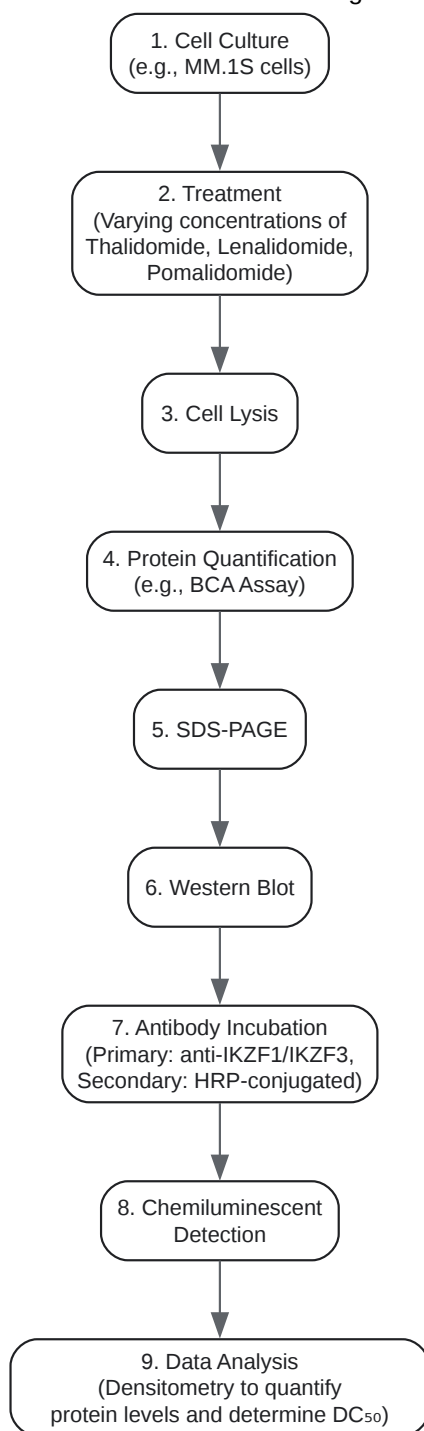 1. Cell Culture
(e.g., MM.1S cells)
2. Treatment
(Varying concentrations of
Thalidomide, Lenalidomide,
Pomalidomide)
3. Cell Lysis
4. Protein Quantification
(e.g., BCA Assay)
5. SDS-PAGE
6. Western Blot
7. Antibody Incubation
(Primary: anti-IKZF1/IKZF3,
Secondary: HRP-conjugated)
8. Chemiluminescent
Detection
9. Data Analysis
(Densitometry to quantify
protein levels and determine DC₅₀)